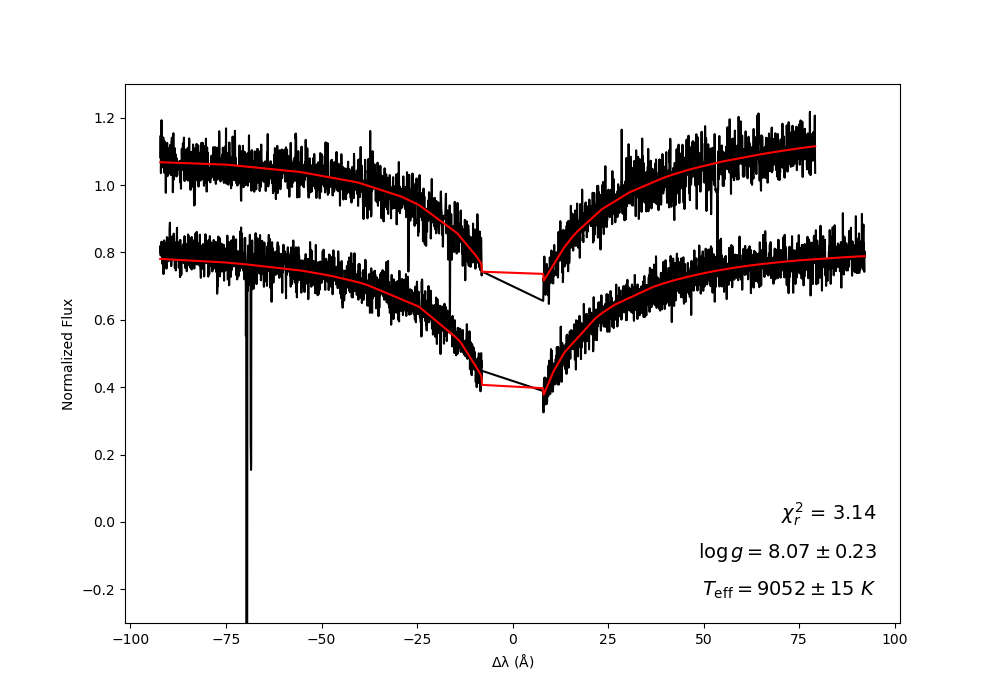 1.2
1.0
0.8
0.6
0.4
0.2
0.0
−0.2
Normalized Flux
χ²ᵣ = 3.14
log g = 8.07 ± 0.23
T_eff = 9052 ± 15 K
−100 −75 −50 −25 0 25 50 75 100
Δλ (Å)